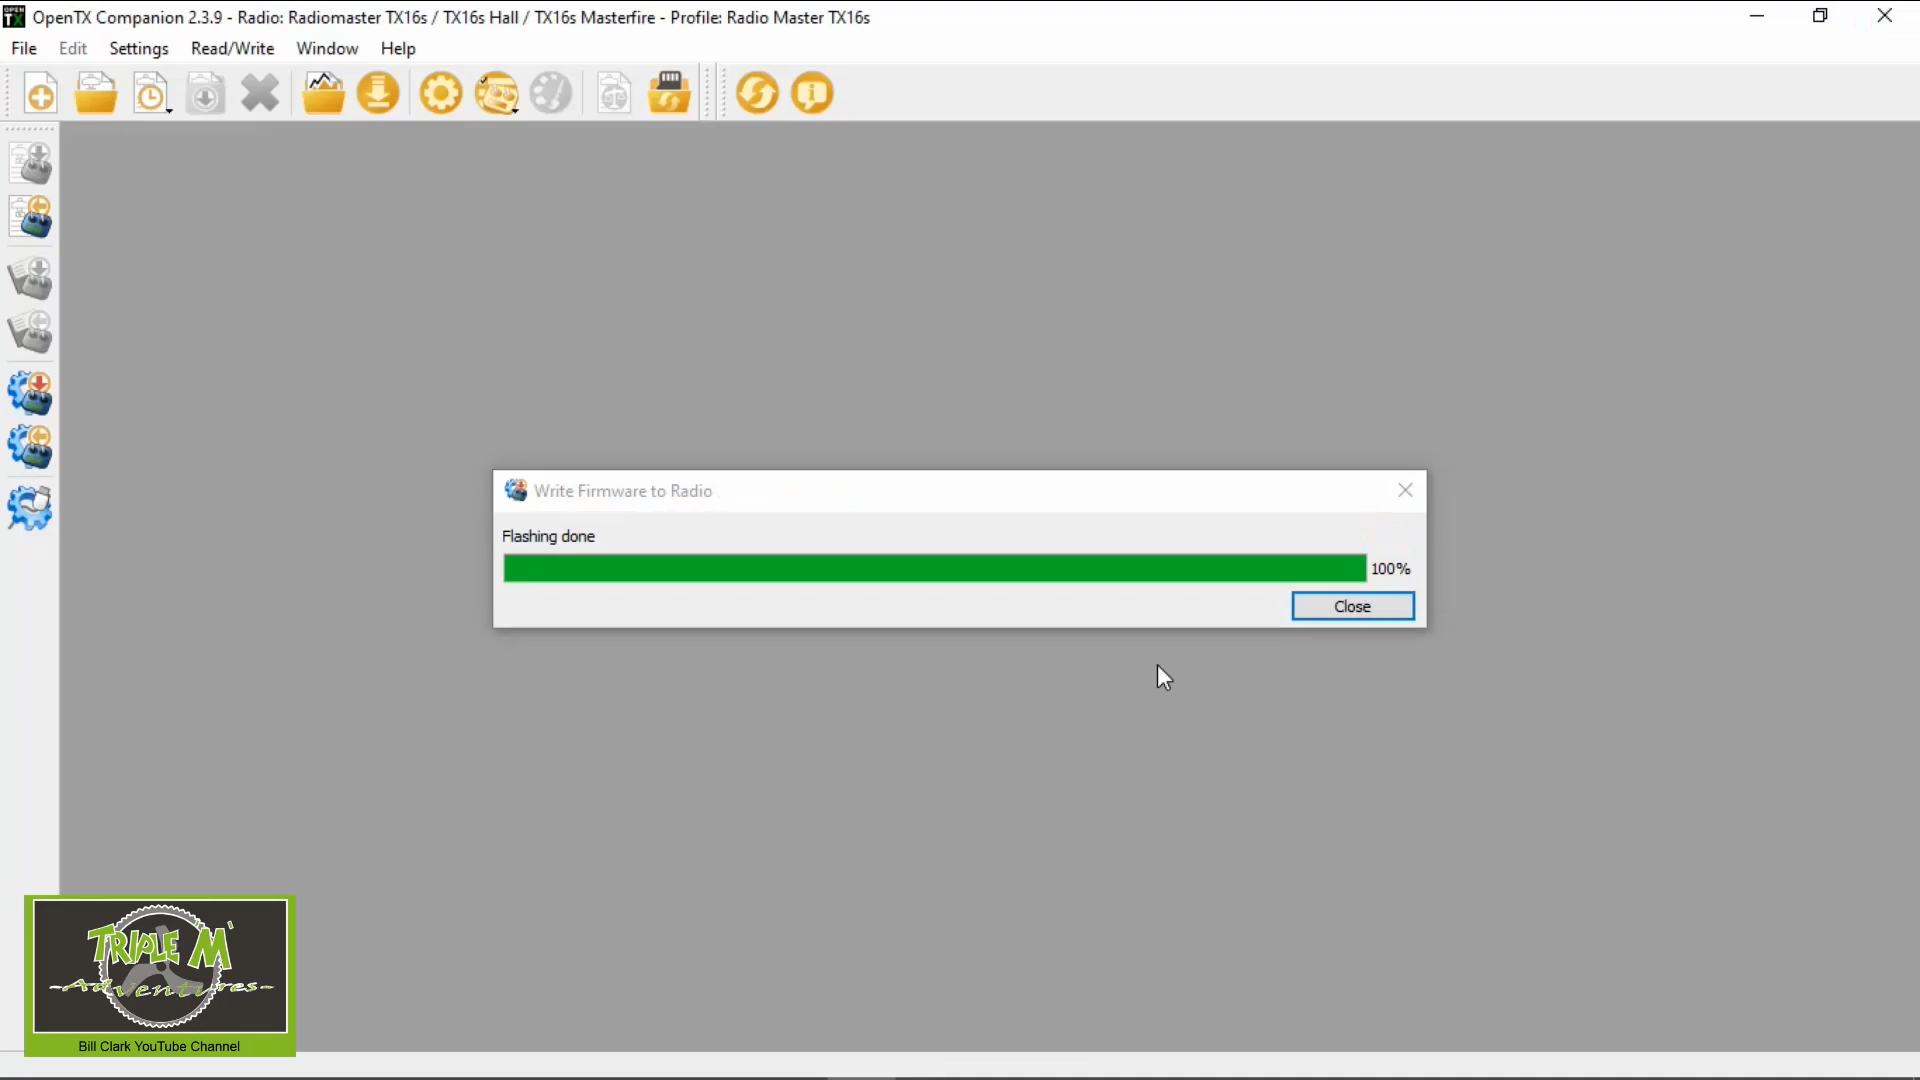 OpenTX Companion 2.3.9 - Radio: Radiomaster TX16s / TX16s Hall / TX16s Masterfire - Profile: Radio Master TX16s
File Edit Settings Read/Write Window Help
Write Firmware to Radio
Flashing done
100%
Close
TRIPLE M
-Adventures-
Bill Clark YouTube Channel